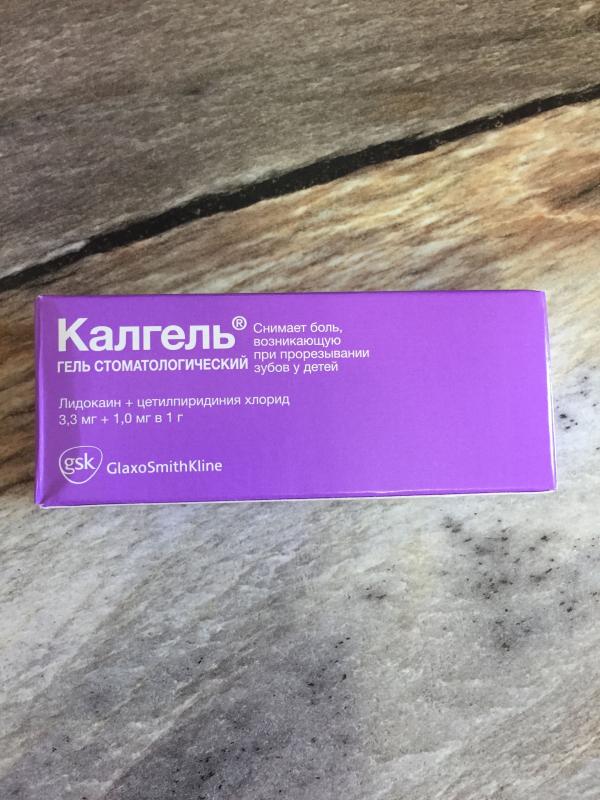 Калгель®
ГЕЛЬ СТОМАТОЛОГИЧЕСКИЙ
Снимает боль,
возникающую
при прорезывании
зубов у детей
Лидокаин + цетилпиридиния хлорид
3,3 мг + 1,0 мг в 1 г
gsk GlaxoSmithKline